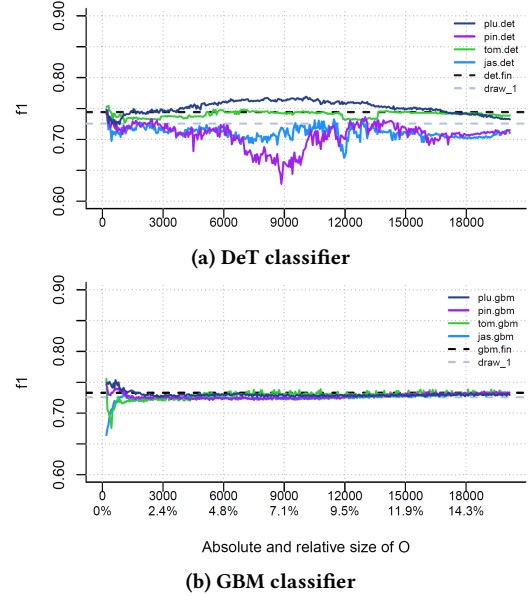 0.90
0.80
0.70
0.60
f1
plu.det
pin.det
tom.det
jas.det
det.fin
draw_1
0 3000 6000 9000 12000 15000 18000
(a) DeT classifier
0.90
0.80
0.70
0.60
f1
plu.gbm
pin.gbm
tom.gbm
jas.gbm
gbm.fin
draw_1
0 3000 6000 9000 12000 15000 18000
0% 2.4% 4.8% 7.1% 9.5% 11.9% 14.3%
Absolute and relative size of O
(b) GBM classifier